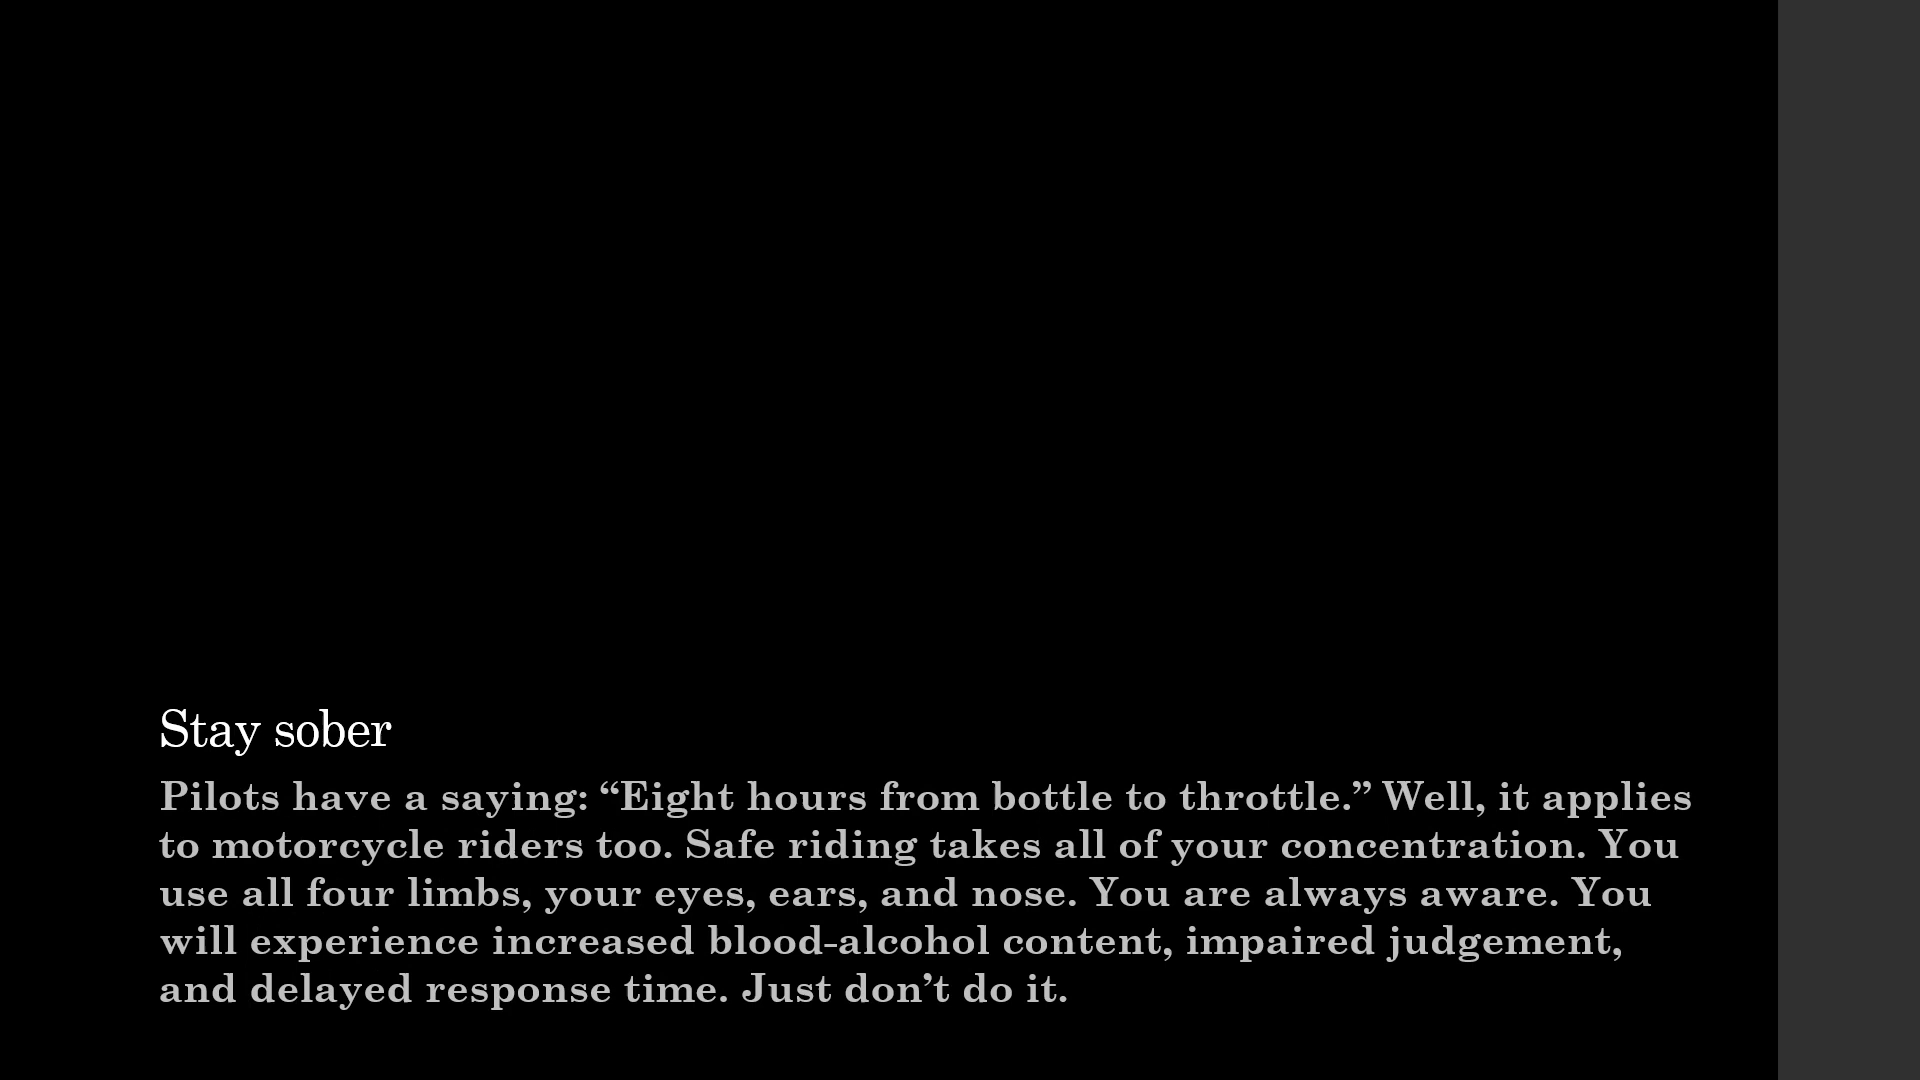 Stay sober
Pilots have a saying: “Eight hours from bottle to throttle.” Well, it applies
to motorcycle riders too. Safe riding takes all of your concentration. You
use all four limbs, your eyes, ears, and nose. You are always aware. You
will experience increased blood-alcohol content, impaired judgement,
and delayed response time. Just don’t do it.